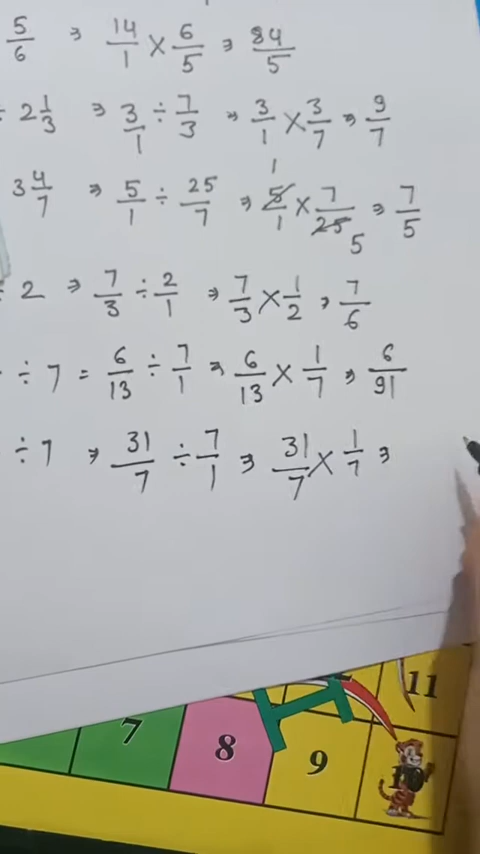 5/6 ⇒ 14/1 × 6/5 ⇒ 84/5
÷ 2 1/3 ⇒ 3/1 ÷ 7/3 ⇒ 3/1 × 3/7 ⇒ 9/7
3 4/7 ⇒ 5/1 ÷ 25/7 ⇒ 5/1 1 × 7/25 5 ⇒ 7/5
÷ 2 ⇒ 7/3 ÷ 2/1 ⇒ 7/3 × 1/2 ⇒ 7/6
÷ 7 = 6/13 ÷ 7/1 ⇒ 6/13 × 1/7 ⇒ 6/91
÷ 7 ⇒ 31/7 ÷ 7/1 ⇒ 31/7 × 1/7 ⇒
11
7 8 9 10